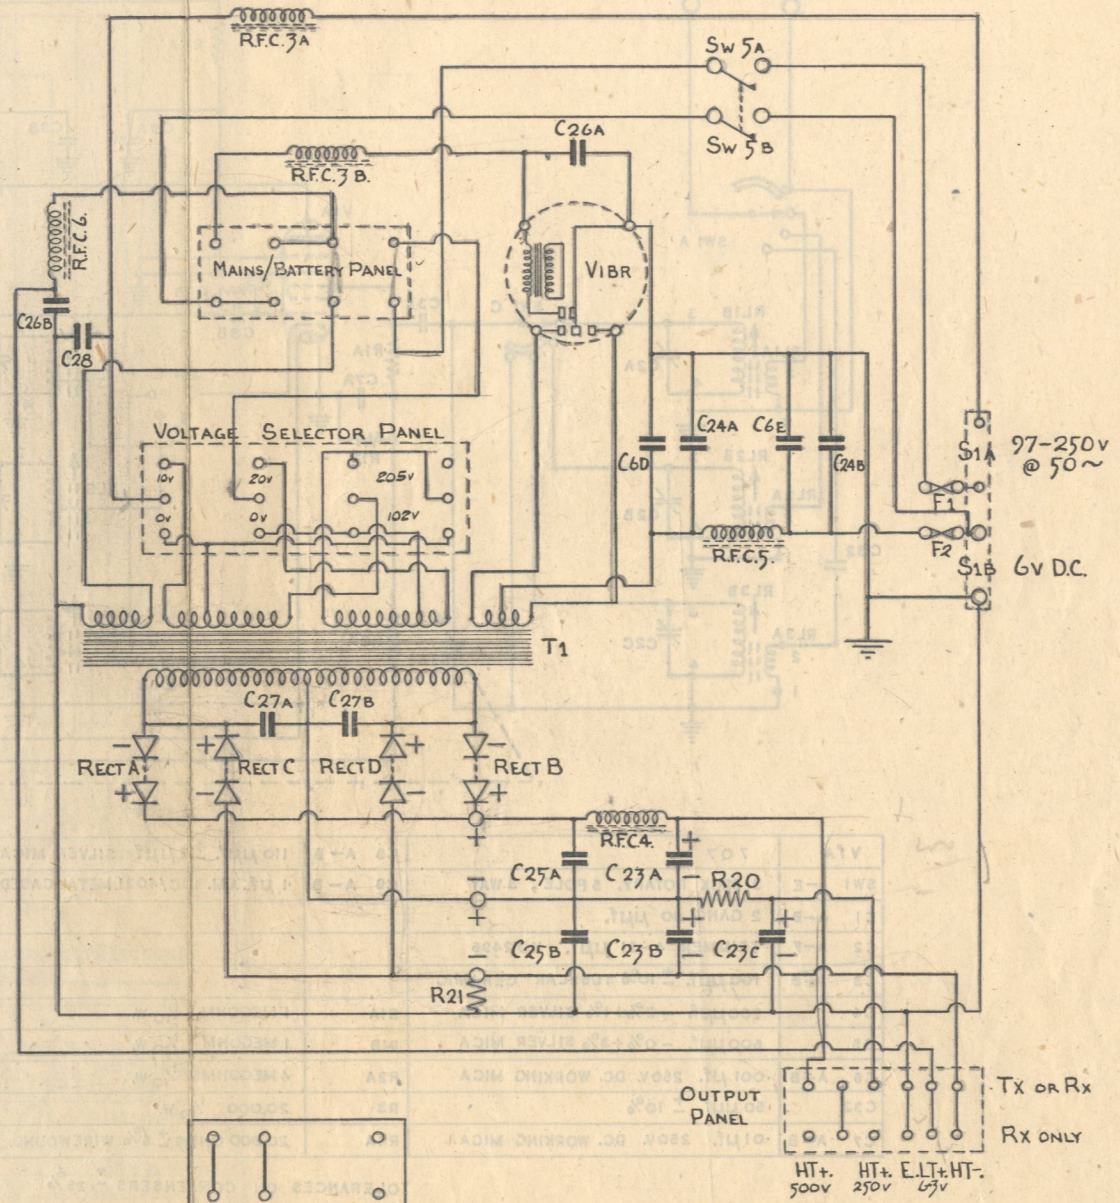 R.F.C.3A
Sw 5A
Sw 5B
C26A
R.F.C.3B.
R.F.C.6.
MAINS/BATTERY PANEL
VIBR
C26B
C28
VOLTAGE SELECTOR PANEL
10v 20v 205v
0v 0v 102v
C6D
C24A
C6E
C24B
R.F.C.5.
S1A
97-250v
@ 50~
F1
F2
S1B
6v D.C.
T1
C27A
C27B
RECT A
RECT C
RECT D
RECT B
R.F.C.4.
C25A
C23A
R20
C25B
C23B
C23C
R21
OUTPUT
PANEL
Tx OR Rx
Rx ONLY
HT+. HT+. E. LT+. HT-.
500v 250v 6·3v